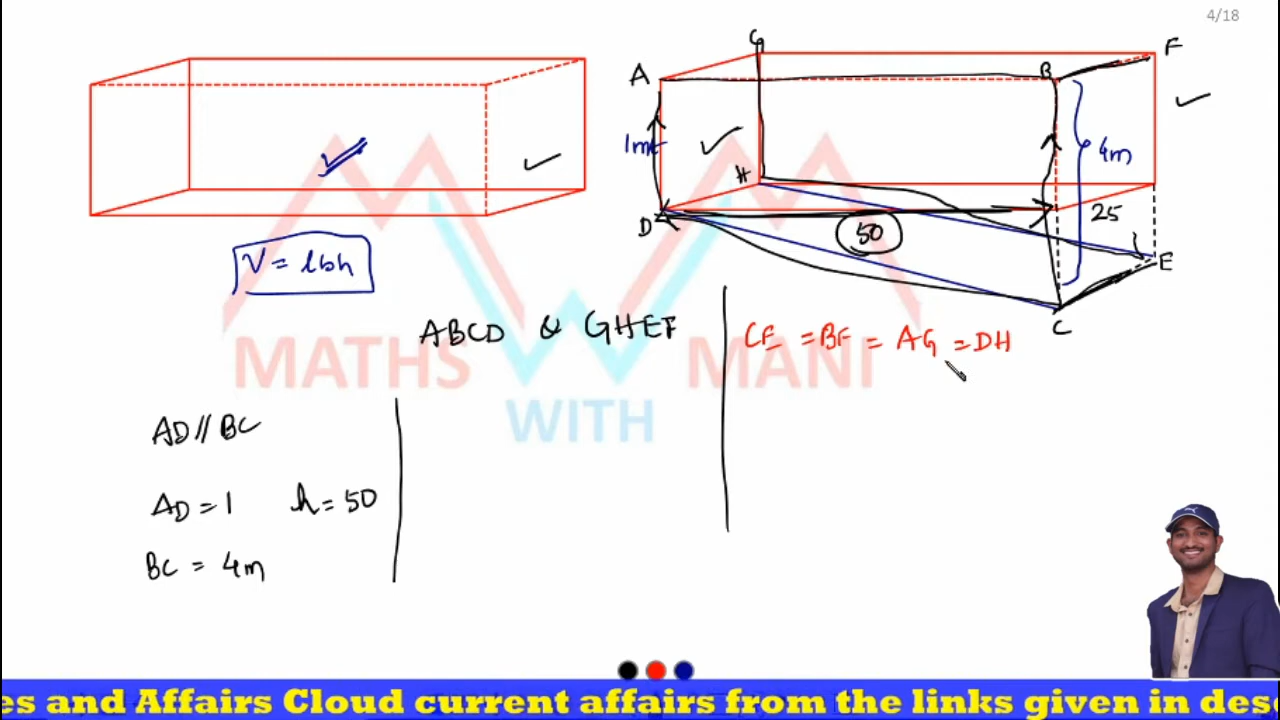 4/18
G
F
A
B
1mt
4m
H
25
D
50
E
C
V = lbh
ABCD & GHEF
CE = BF = AG = DH
MATHS
WITH
MANI
AD // BC
AD = 1 h = 50
BC = 4m
es and Affairs Cloud current affairs from the links given in des